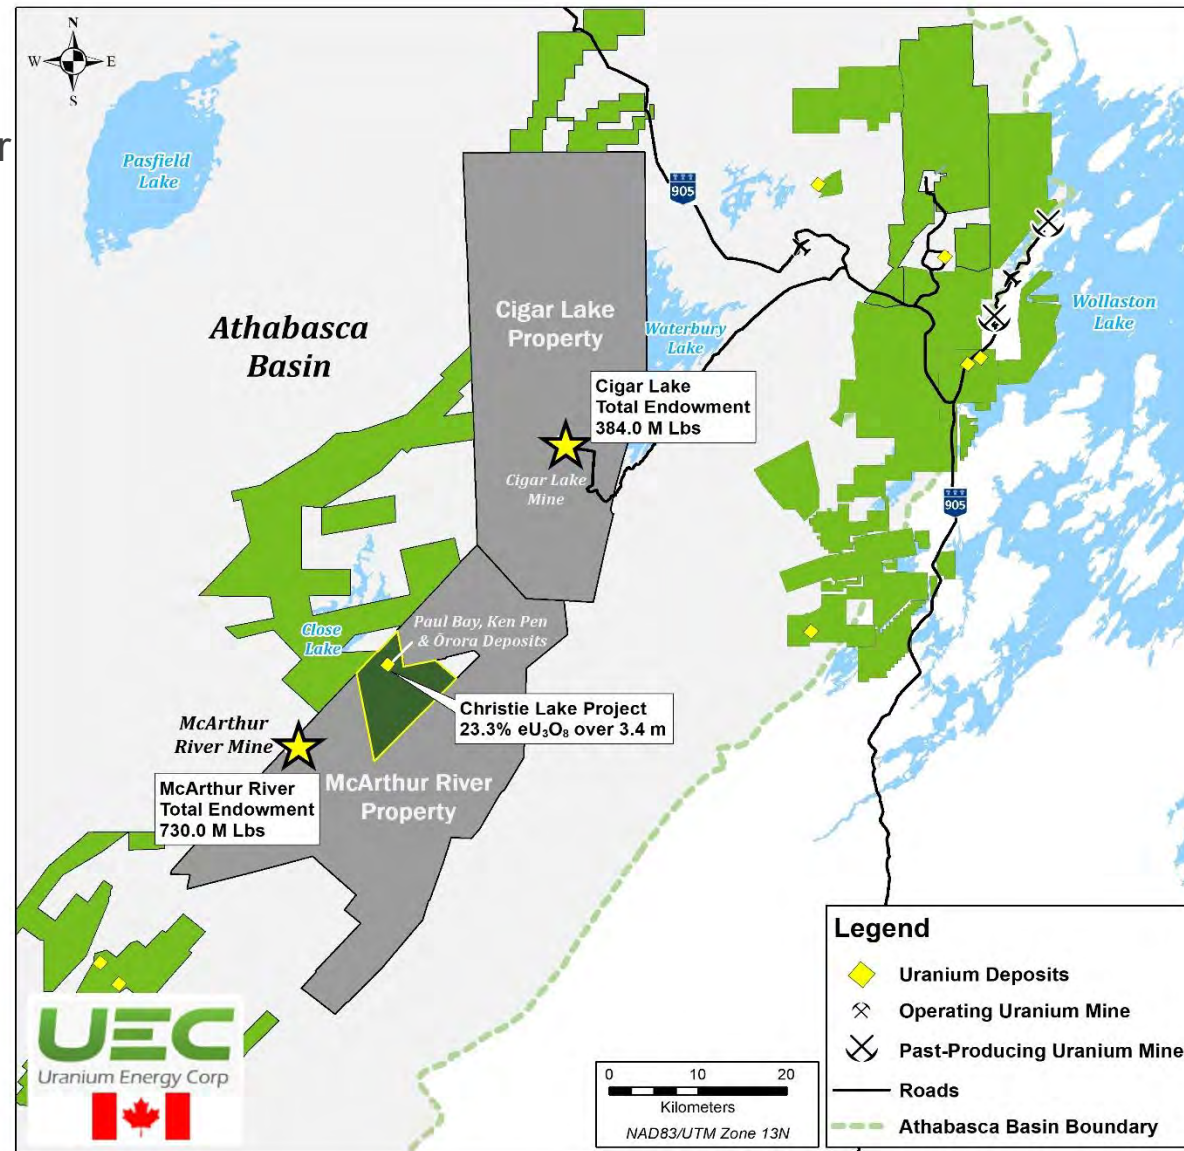 N
W E
S
r
Pasfield
Lake
905
Athabasca
Basin
Cigar Lake
Property
Waterbury
Lake
Wollaston
Lake
Cigar Lake
Total Endowment
384.0 M Lbs
Cigar Lake
Mine
905
Close
Lake
Paul Bay, Ken Pen
& Ōrora Deposits
Christie Lake Project
23.3% eU₃O₈ over 3.4 m
McArthur
River Mine
McArthur River
Total Endowment
730.0 M Lbs
McArthur River
Property
Legend
Uranium Deposits
Operating Uranium Mine
Past-Producing Uranium Mine
Roads
Athabasca Basin Boundary
UEC
Uranium Energy Corp
0 10 20
Kilometers
NAD83/UTM Zone 13N